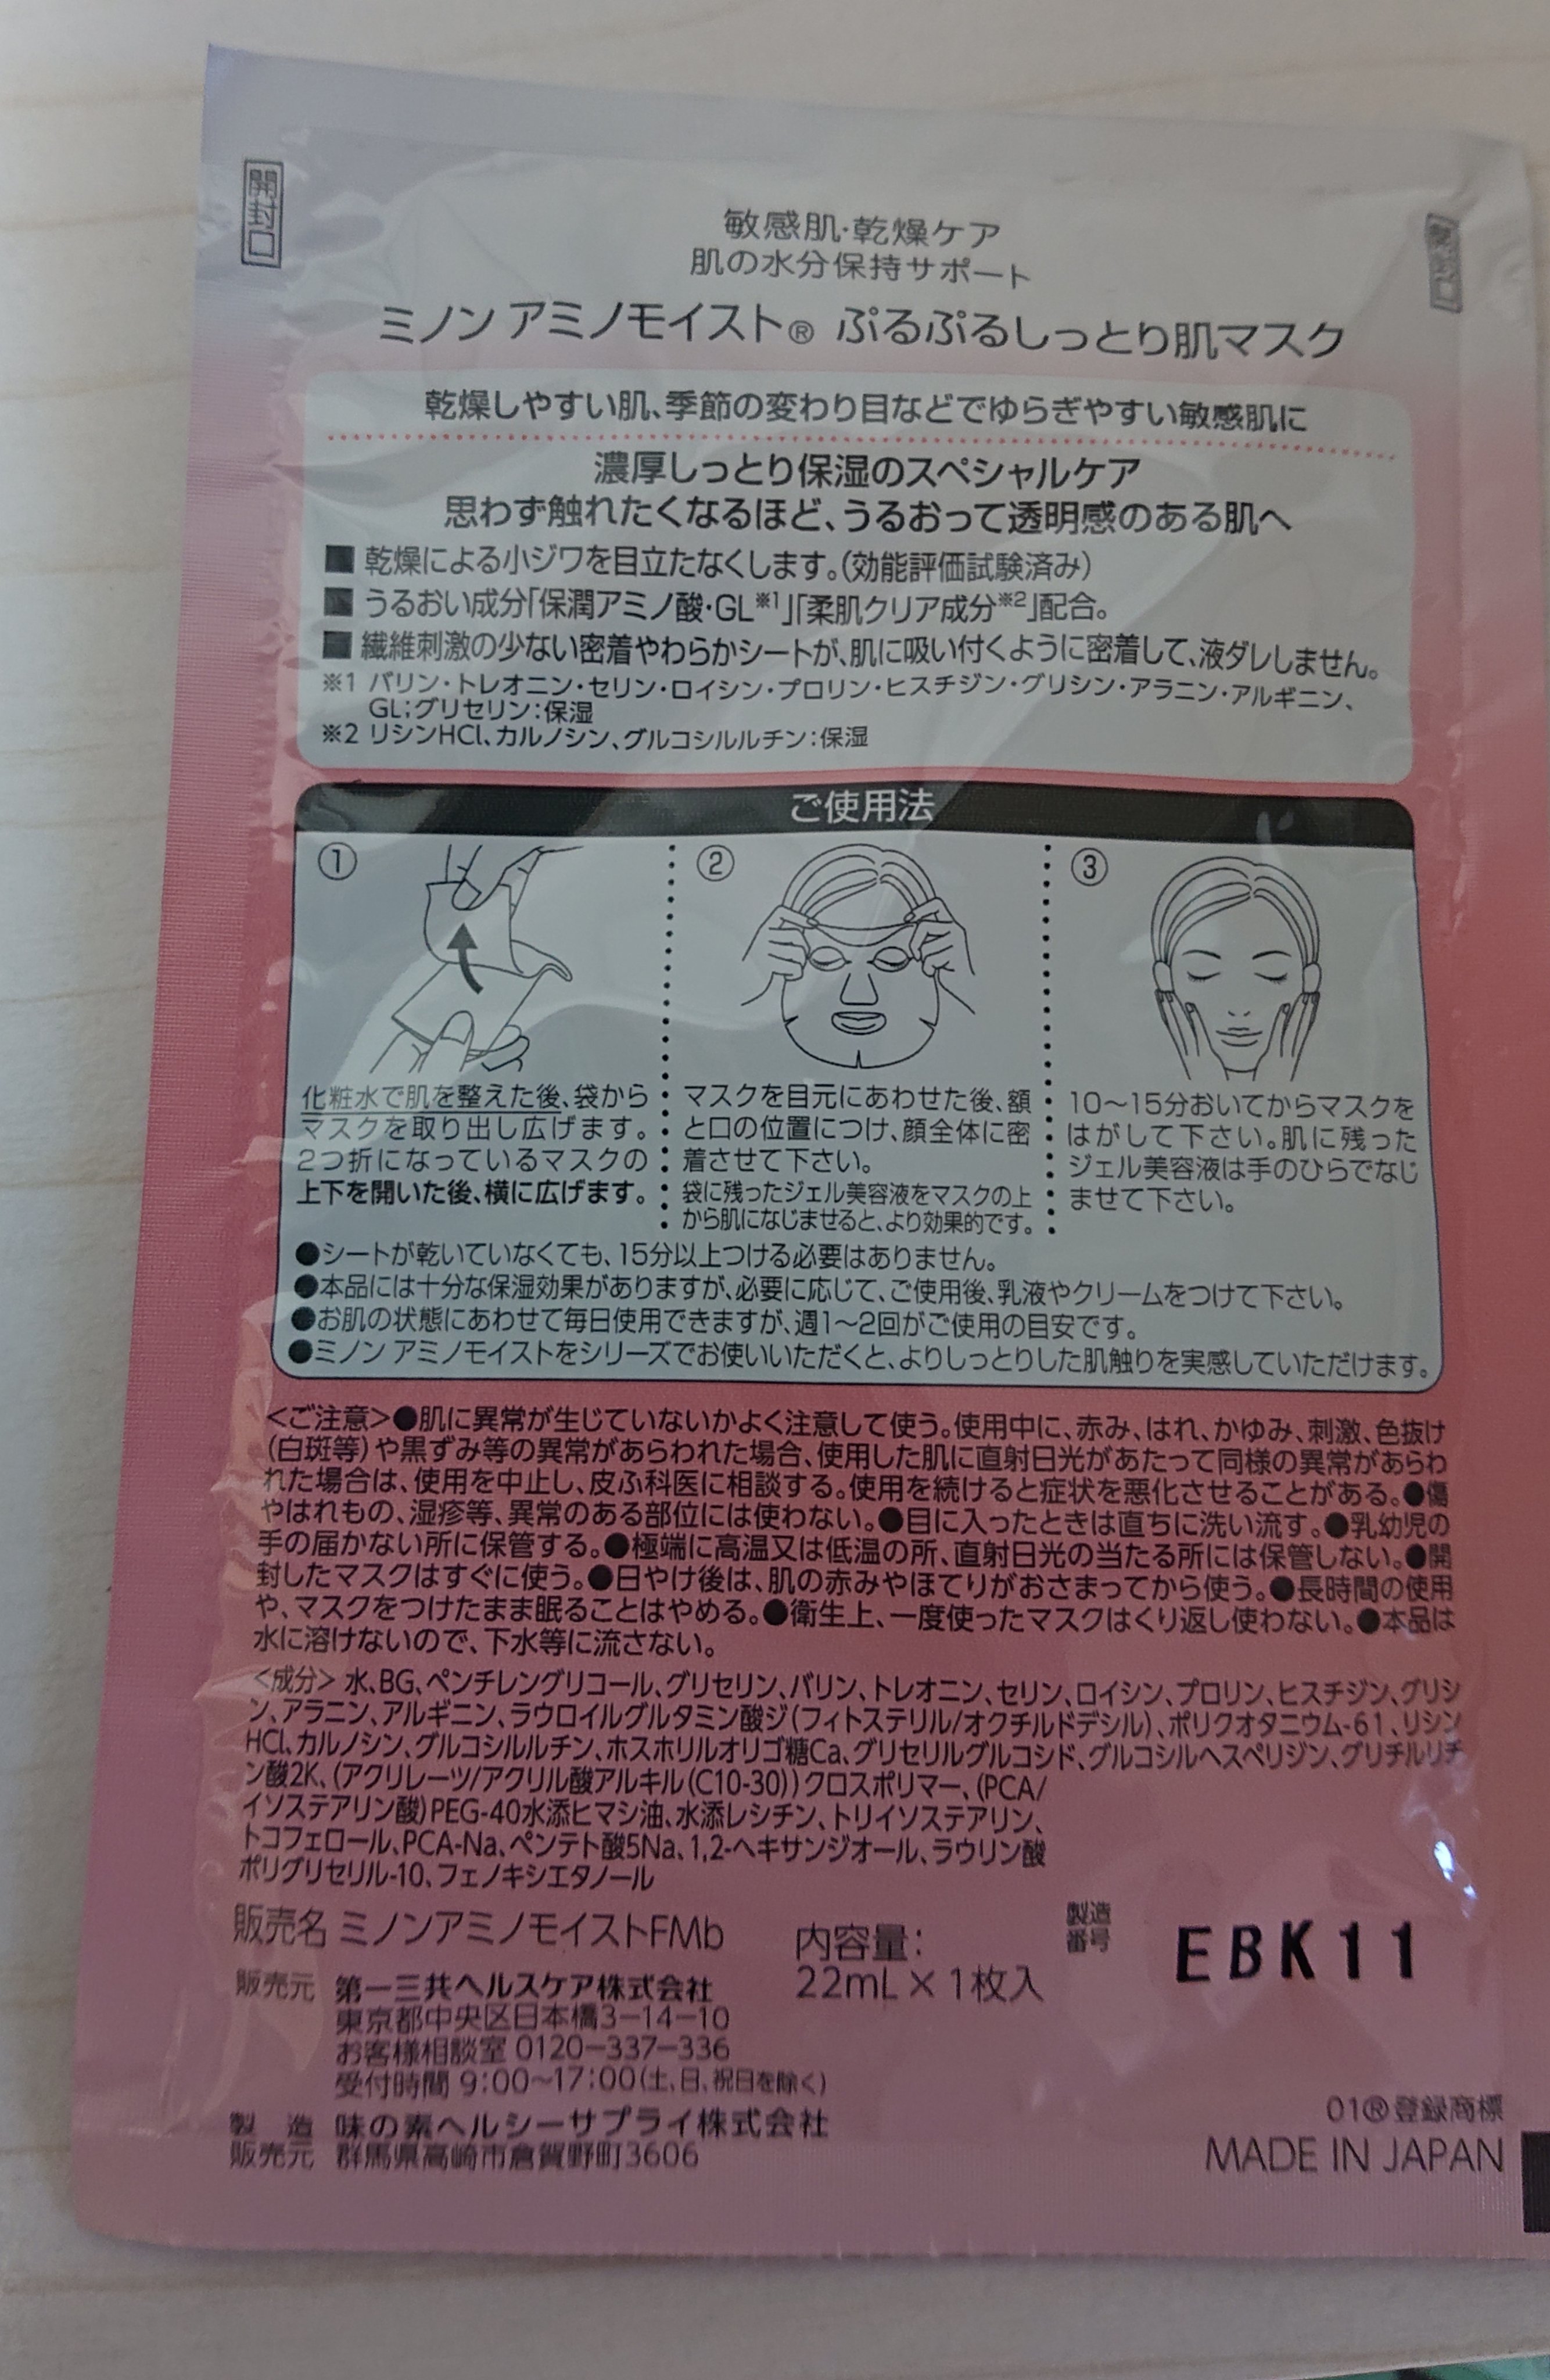 開封口
敏感肌・乾燥ケア
肌の水分保持サポート
ミノン アミノモイスト® ぷるぷるしっとり肌マスク
乾燥しやすい肌、季節の変わり目などでゆらぎやすい敏感肌に
濃厚しっとり保湿のスペシャルケア
思わず触れたくなるほど、うるおって透明感のある肌へ
■ 乾燥による小ジワを目立たなくします。(効能評価試験済み)
■ うるおい成分「保潤アミノ酸・GL※1」「柔肌クリア成分※2」配合。
■ 繊維刺激の少ない密着やわらかシートが、肌に吸い付くように密着して、液ダレしません。
※1 バリン・トレオニン・セリン・ロイシン・プロリン・ヒスチジン・グリシン・アラニン・アルギニン、
GL;グリセリン:保湿
※2 リシンHCl、カルノシン、グルコシルルチン:保湿
ご使用法
①
化粧水で肌を整えた後、袋から
マスクを取り出し広げます。
2つ折になっているマスクの
上下を開いた後、横に広げます。
②
マスクを目元にあわせた後、額
と口の位置につけ、顔全体に密
着させて下さい。
袋に残ったジェル美容液をマスクの上
から肌になじませると、より効果的です。
③
10〜15分おいてからマスクを
はがして下さい。肌に残った
ジェル美容液は手のひらでなじ
ませて下さい。
●シートが乾いていなくても、15分以上つける必要はありません。
●本品には十分な保湿効果がありますが、必要に応じて、ご使用後、乳液やクリームをつけて下さい。
●お肌の状態にあわせて毎日使用できますが、週1〜2回がご使用の目安です。
●ミノン アミノモイストをシリーズでお使いいただくと、よりしっとりした肌触りを実感していただけます。
<ご注意>●肌に異常が生じていないかよく注意して使う。使用中に、赤み、はれ、かゆみ、刺激、色抜け
(白斑等)や黒ずみ等の異常があらわれた場合、使用した肌に直射日光があたって同様の異常があらわ
れた場合は、使用を中止し、皮ふ科医に相談する。使用を続けると症状を悪化させることがある。●傷
やはれもの、湿疹等、異常のある部位には使わない。●目に入ったときは直ちに洗い流す。●乳幼児の
手の届かない所に保管する。●極端に高温又は低温の所、直射日光の当たる所には保管しない。●開
封したマスクはすぐに使う。●日やけ後は、肌の赤みやほてりがおさまってから使う。●長時間の使用
や、マスクをつけたまま眠ることはやめる。●衛生上、一度使ったマスクはくり返し使わない。●本品は
水に溶けないので、下水等に流さない。
<成分>水、BG、ペンチレングリコール、グリセリン、バリン、トレオニン、セリン、ロイシン、プロリン、ヒスチジン、グリシ
ン、アラニン、アルギニン、ラウロイルグルタミン酸ジ(フィトステリル/オクチルドデシル)、ポリクオタニウム-61、リシン
HCl、カルノシン、グルコシルルチン、ホスホリルオリゴ糖Ca、グリセリルグルコシド、グルコシルヘスペリジン、グリチルリチ
ン酸2K、(アクリレーツ/アクリル酸アルキル(C10-30))クロスポリマー、(PCA/
イソステアリン酸)PEG-40水添ヒマシ油、水添レシチン、トリイソステアリン、
トコフェロール、PCA-Na、ペンテト酸5Na、1,2-ヘキサンジオール、ラウリン酸
ポリグリセリル-10、フェノキシエタノール
販売名 ミノンアミノモイストFMb
内容量:
22mL×1枚入
製造
番号
EBK11
販売元 第一三共ヘルスケア株式会社
東京都中央区日本橋3-14-10
お客様相談室 0120-337-336
受付時間 9:00〜17:00(土、日、祝日を除く)
製 造 味の素ヘルシーサプライ株式会社
販売元 群馬県高崎市倉賀野町3606
01®登録商標
MADE IN JAPAN